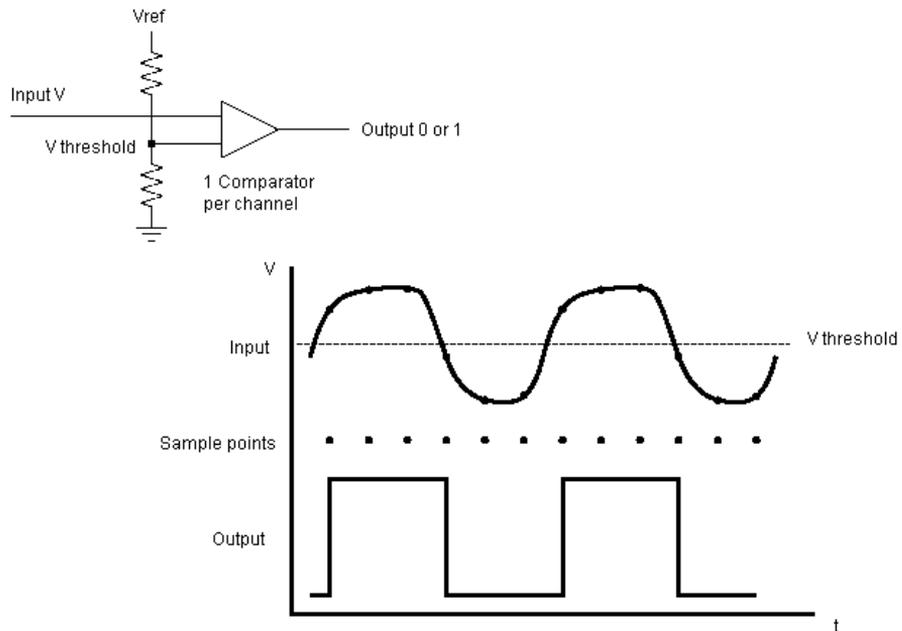 Vref
Input V
V threshold
Output 0 or 1
1 Comparator
per channel
V
Input
V threshold
Sample points
Output
t